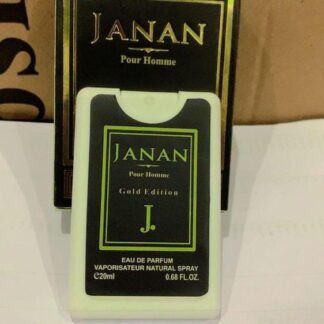 JANAN
Pour Homme
JANAN
Pour Homme
Gold Edition
J.
EAU DE PARFUM
VAPORISATEUR NATURAL SPRAY
℮20ml 0.68 FL.OZ.